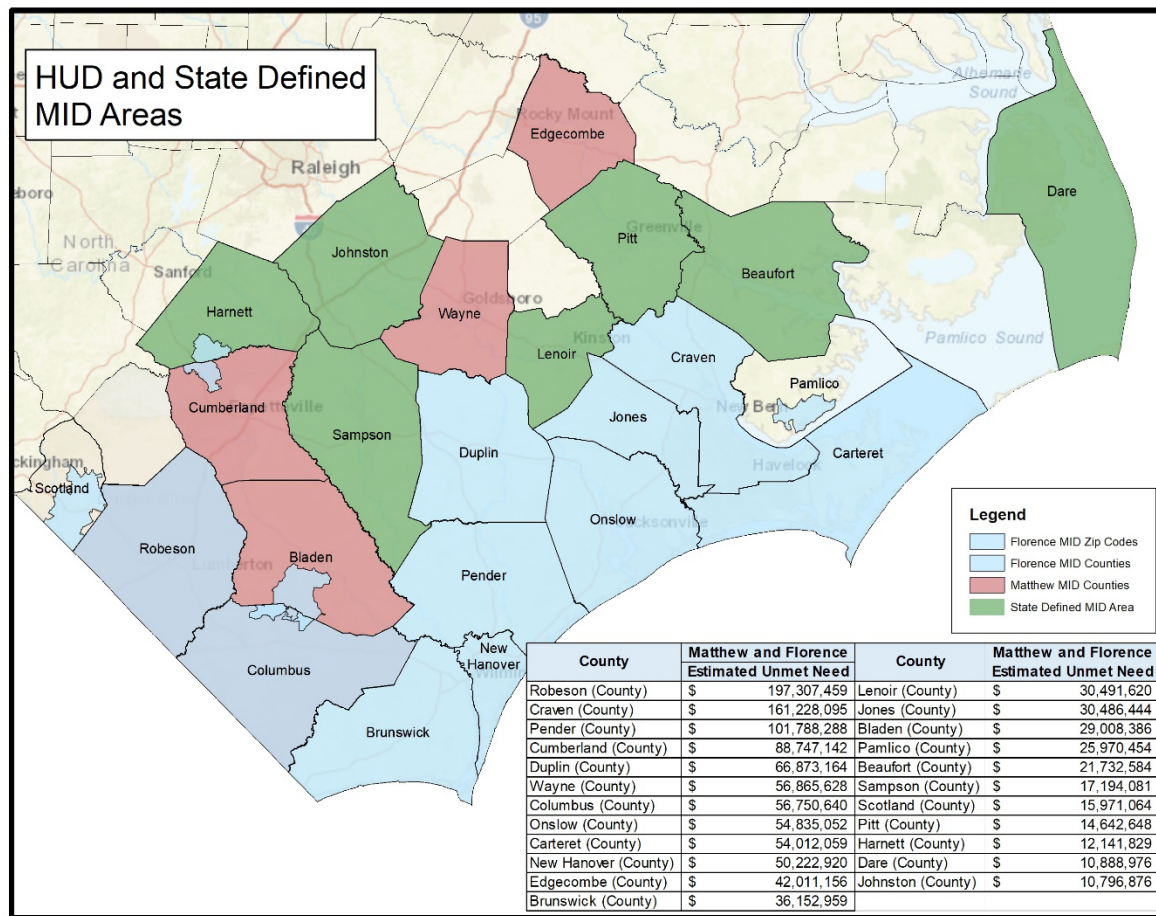 HUD and State Defined
MID Areas
95
Albemarle
Sound
Rocky Mount
Edgecombe
Raleigh
Dare
North
Carolina
Sanford
Johnston
Greenville
Pitt
Beaufort
Harnett
Goldsboro
Wayne
Kinston
Lenoir
Craven
Pamlico Sound
Pamlico
Cumberland
Jones
New Bern
Sampson
Duplin
Carteret
Havelock
Scotland
Onslow
Jacksonville
Robeson
Lumberton
Bladen
Pender
Columbus
New
Hanover
Brunswick
Legend
Florence MID Zip Codes
Florence MID Counties
Matthew MID Counties
State Defined MID Area
County Matthew and Florence Estimated Unmet Need County Matthew and Florence Estimated Unmet Need
Robeson (County) $ 197,307,459 Lenoir (County) $ 30,491,620
Craven (County) $ 161,228,095 Jones (County) $ 30,486,444
Pender (County) $ 101,788,288 Bladen (County) $ 29,008,386
Cumberland (County) $ 88,747,142 Pamlico (County) $ 25,970,454
Duplin (County) $ 66,873,164 Beaufort (County) $ 21,732,584
Wayne (County) $ 56,865,628 Sampson (County) $ 17,194,081
Columbus (County) $ 56,750,640 Scotland (County) $ 15,971,064
Onslow (County) $ 54,835,052 Pitt (County) $ 14,642,648
Carteret (County) $ 54,012,059 Harnett (County) $ 12,141,829
New Hanover (County) $ 50,222,920 Dare (County) $ 10,888,976
Edgecombe (County) $ 42,011,156 Johnston (County) $ 10,796,876
Brunswick (County) $ 36,152,959